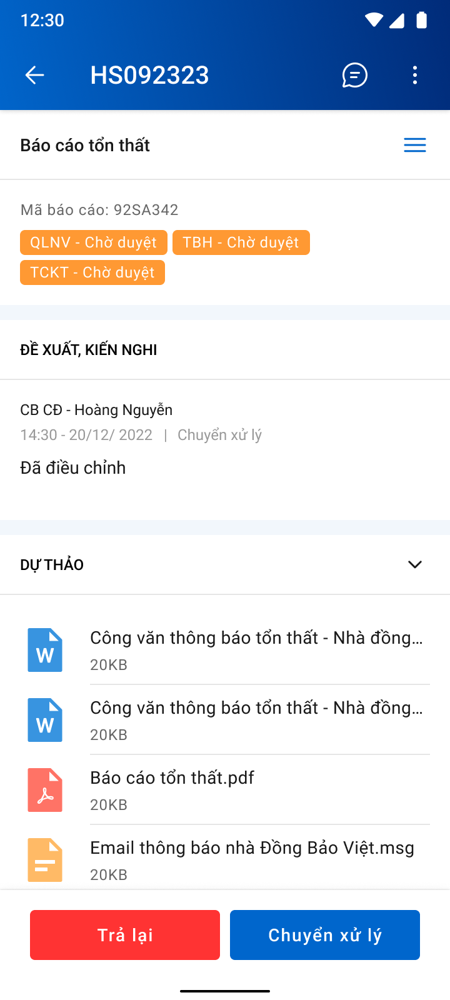 12:30
HS092323
Báo cáo tổn thất
Mã báo cáo: 92SA342
QLNV - Chờ duyệt TBH - Chờ duyệt
TCKT - Chờ duyệt
ĐỀ XUẤT, KIẾN NGHI
CB CĐ - Hoàng Nguyễn
14:30 - 20/12/ 2022 | Chuyển xử lý
Đã điều chỉnh
DỰ THẢO
W Công văn thông báo tổn thất - Nhà đồng...
20KB
W Công văn thông báo tổn thất - Nhà đồng...
20KB
Báo cáo tổn thất.pdf
20KB
Email thông báo nhà Đồng Bảo Việt.msg
20KB
Trả lại Chuyển xử lý